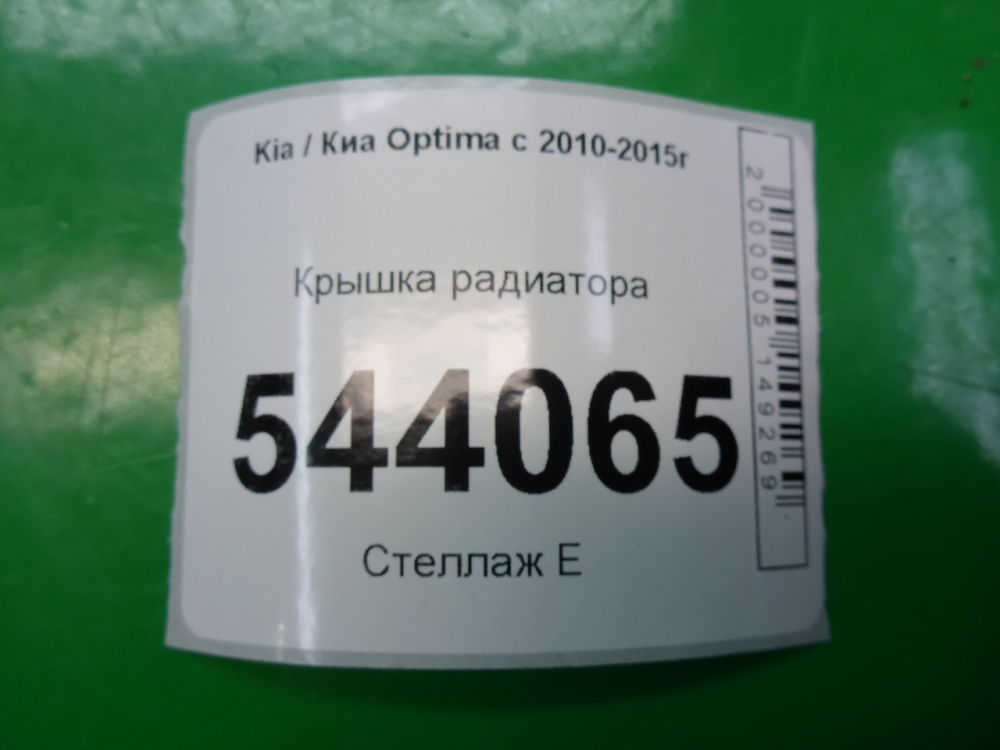 Kia / Киа Optima с 2010-2015г
Крышка радиатора
544065
Стеллаж Е
2000005149269